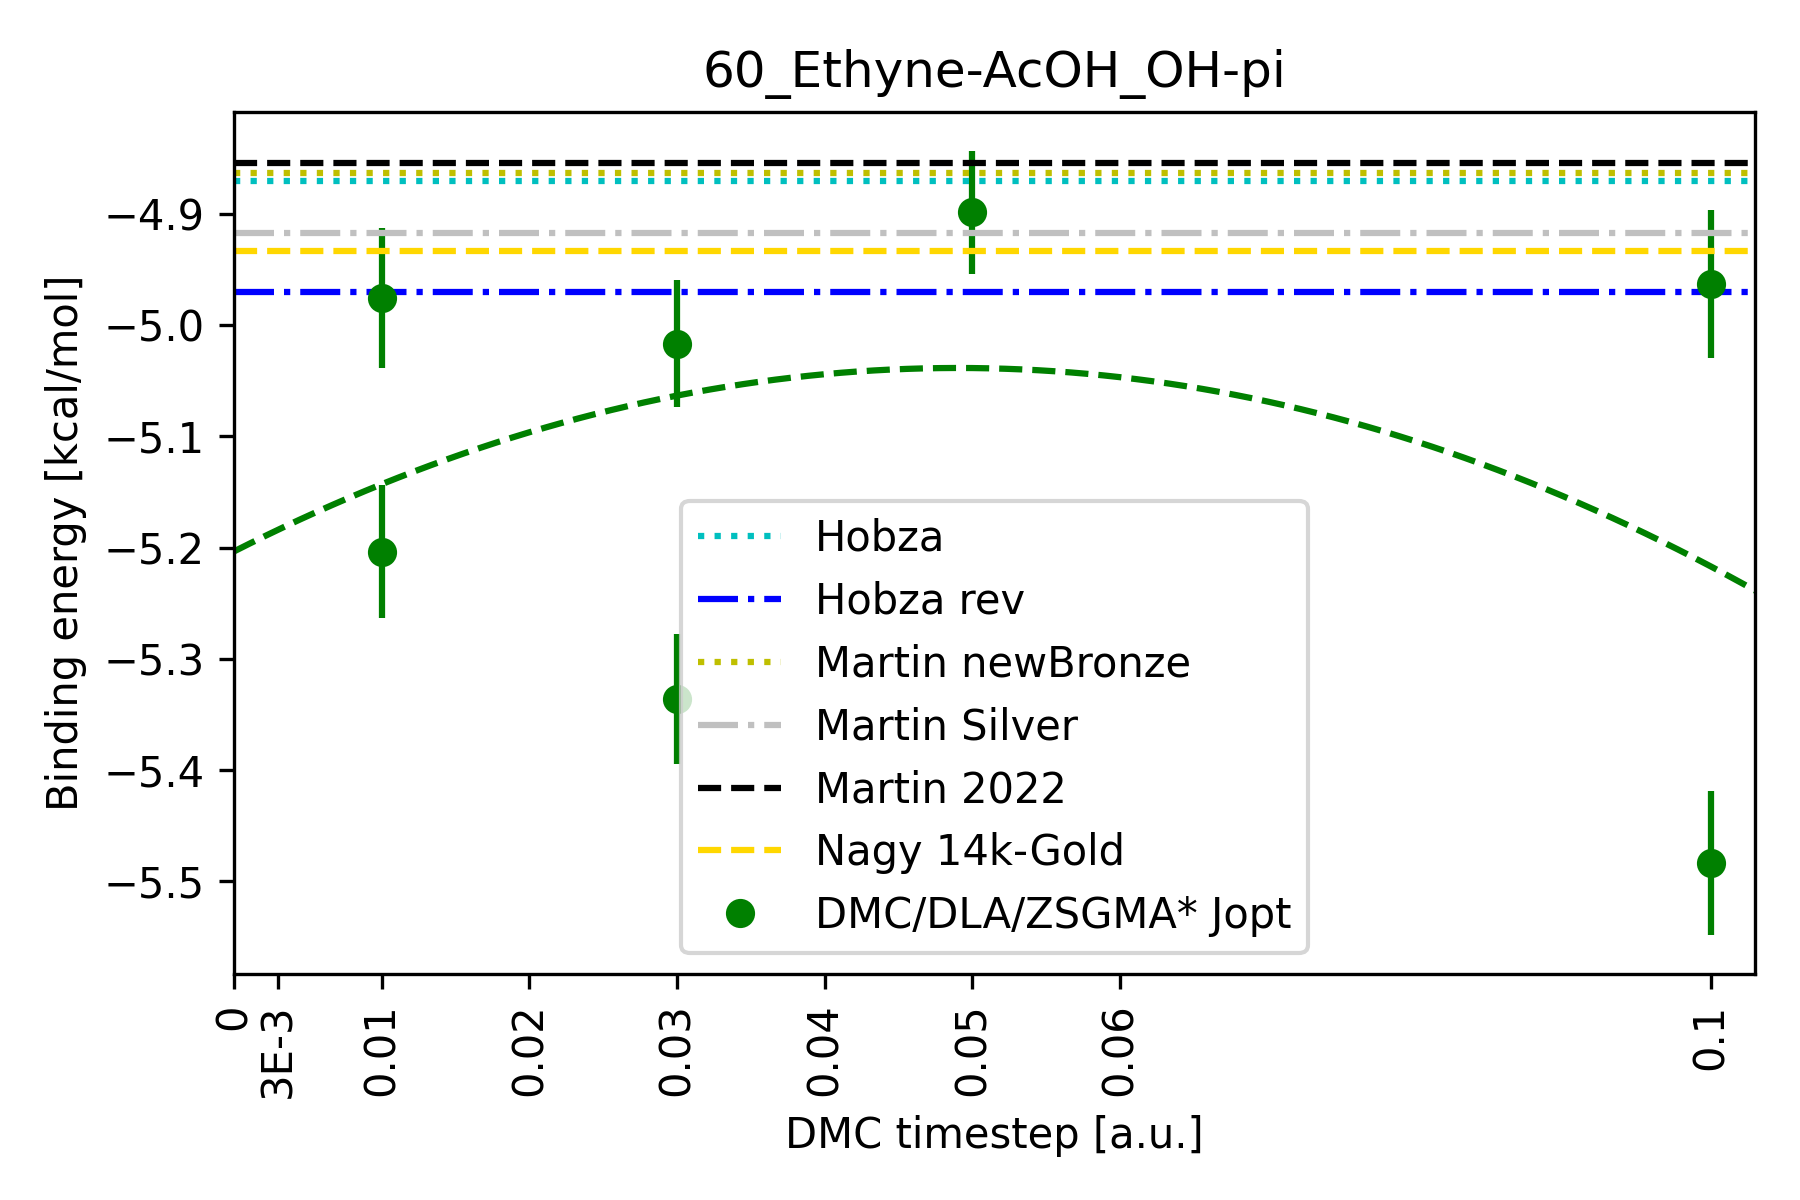 60_Ethyne-AcOH_OH-pi
Binding energy [kcal/mol]
−4.9
−5.0
−5.1
−5.2
−5.3
−5.4
−5.5
Hobza
Hobza rev
Martin newBronze
Martin Silver
Martin 2022
Nagy 14k-Gold
DMC/DLA/ZSGMA* Jopt
0
3E-3
0.01
0.02
0.03
0.04
0.05
0.06
0.1
DMC timestep [a.u.]